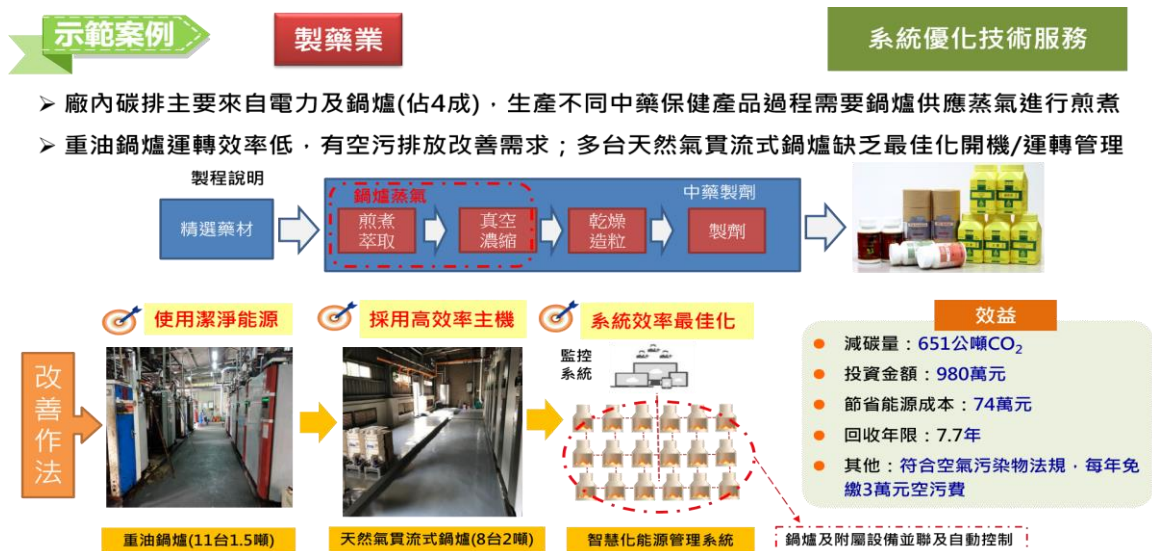 示範案例
製藥業
系統優化技術服務
➢ 廠內碳排主要來自電力及鍋爐(佔4成)，生產不同中藥保健產品過程需要鍋爐供應蒸氣進行煎煮
➢ 重油鍋爐運轉效率低，有空污排放改善需求；多台天然氣貫流式鍋爐缺乏最佳化開機/運轉管理
製程說明
精選藥材
鍋爐蒸氣
中藥製劑
煎煮
萃取
真空
濃縮
乾燥
造粒
製劑
改善作法
使用潔淨能源
採用高效率主機
系統效率最佳化
監控
系統
重油鍋爐(11台1.5噸)
天然氣貫流式鍋爐(8台2噸)
智慧化能源管理系統
鍋爐及附屬設備並聯及自動控制
效益
減碳量：651公噸CO₂
投資金額：980萬元
節省能源成本：74萬元
回收年限：7.7年
其他：符合空氣污染物法規，每年免
繳3萬元空污費